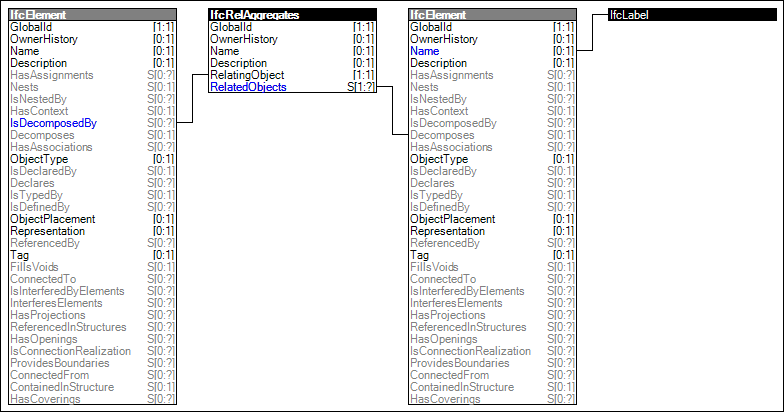 IfcElement
GlobalId [1:1]
OwnerHistory [0:1]
Name [0:1]
Description [0:1]
HasAssignments S[0:?]
Nests S[0:1]
IsNestedBy S[0:?]
HasContext S[0:1]
IsDecomposedBy S[0:?]
Decomposes S[0:1]
HasAssociations S[0:?]
ObjectType [0:1]
IsDeclaredBy S[0:1]
Declares S[0:?]
IsTypedBy S[0:1]
IsDefinedBy S[0:?]
ObjectPlacement [0:1]
Representation [0:1]
ReferencedBy S[0:?]
Tag [0:1]
FillsVoids S[0:1]
ConnectedTo S[0:?]
IsInterferedByElements S[0:?]
InterferesElements S[0:?]
HasProjections S[0:?]
ReferencedInStructures S[0:?]
HasOpenings S[0:?]
IsConnectionRealization S[0:?]
ProvidesBoundaries S[0:?]
ConnectedFrom S[0:?]
ContainedInStructure S[0:1]
HasCoverings S[0:?]
IfcRelAggregates
GlobalId [1:1]
OwnerHistory [0:1]
Name [0:1]
Description [0:1]
RelatingObject [1:1]
RelatedObjects S[1:?]
IfcElement
GlobalId [1:1]
OwnerHistory [0:1]
Name [0:1]
Description [0:1]
HasAssignments S[0:?]
Nests S[0:1]
IsNestedBy S[0:?]
HasContext S[0:1]
IsDecomposedBy S[0:?]
Decomposes S[0:1]
HasAssociations S[0:?]
ObjectType [0:1]
IsDeclaredBy S[0:1]
Declares S[0:?]
IsTypedBy S[0:1]
IsDefinedBy S[0:?]
ObjectPlacement [0:1]
Representation [0:1]
ReferencedBy S[0:?]
Tag [0:1]
FillsVoids S[0:1]
ConnectedTo S[0:?]
IsInterferedByElements S[0:?]
InterferesElements S[0:?]
HasProjections S[0:?]
ReferencedInStructures S[0:?]
HasOpenings S[0:?]
IsConnectionRealization S[0:?]
ProvidesBoundaries S[0:?]
ConnectedFrom S[0:?]
ContainedInStructure S[0:1]
HasCoverings S[0:?]
IfcLabel